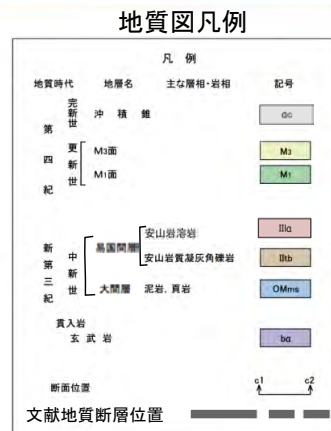 地質図凡例
凡 例
地質時代 地層名 主な層相・岩相 記号
第四紀 完新世 沖積錐 ac
更新世 M3面 M3
M1面 M1
新第三紀 中新世 易国間層 安山岩溶岩 IIla
安山岩質凝灰角礫岩 IItb
大間層 泥岩，頁岩 OMms
貫入岩
玄武岩 ba
断面位置 c1 c2
文献地質断層位置